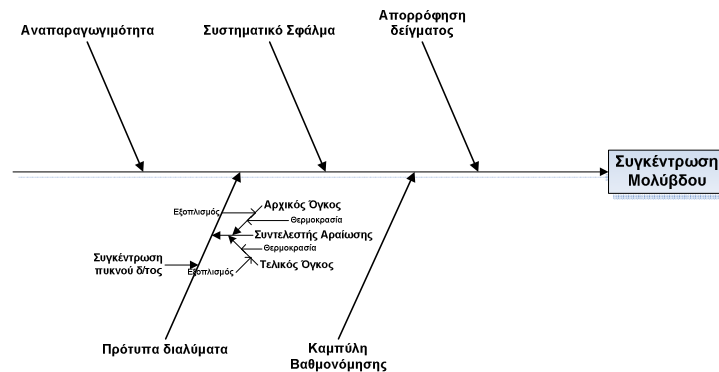 Αναπαραγωγιμότητα
Συστηματικό Σφάλμα
Απορρόφηση
δείγματος
Συγκέντρωση
Μολύβδου
Εξοπλισμός
Αρχικός Όγκος
Θερμοκρασία
Συντελεστής Αραίωσης
Θερμοκρασία
Συγκέντρωση
πυκνού δ/τος
Εξοπλισμός
Τελικός Όγκος
Πρότυπα διαλύματα
Καμπύλη
Βαθμονόμησης